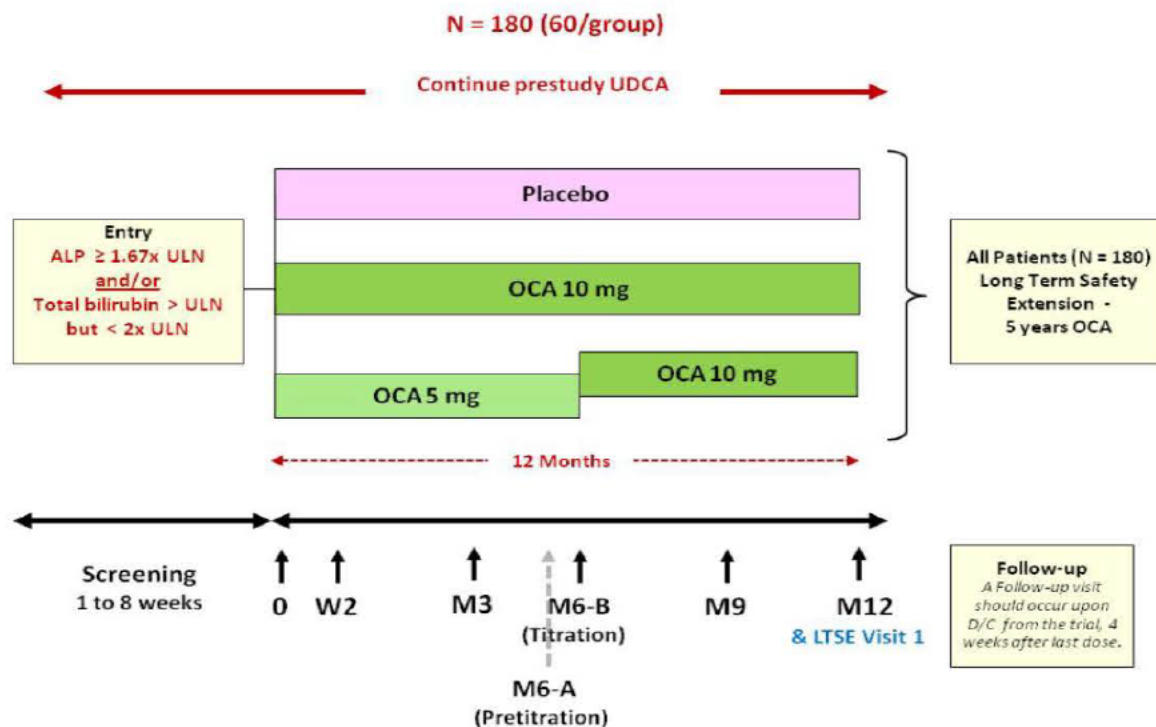 N = 180 (60/group)
Continue prestudy UDCA
Placebo
Entry
ALP ≥ 1.67x ULN
and/or
Total bilirubin > ULN
but < 2x ULN
OCA 10 mg
OCA 10 mg
OCA 5 mg
All Patients (N = 180)
Long Term Safety
Extension -
5 years OCA
12 Months
Screening
1 to 8 weeks
0
W2
M3
M6-B
(Titration)
M9
M12
& LTSE Visit 1
M6-A
(Pretitration)
Follow-up
A Follow-up visit
should occur upon
D/C from the trial, 4
weeks after last dose.